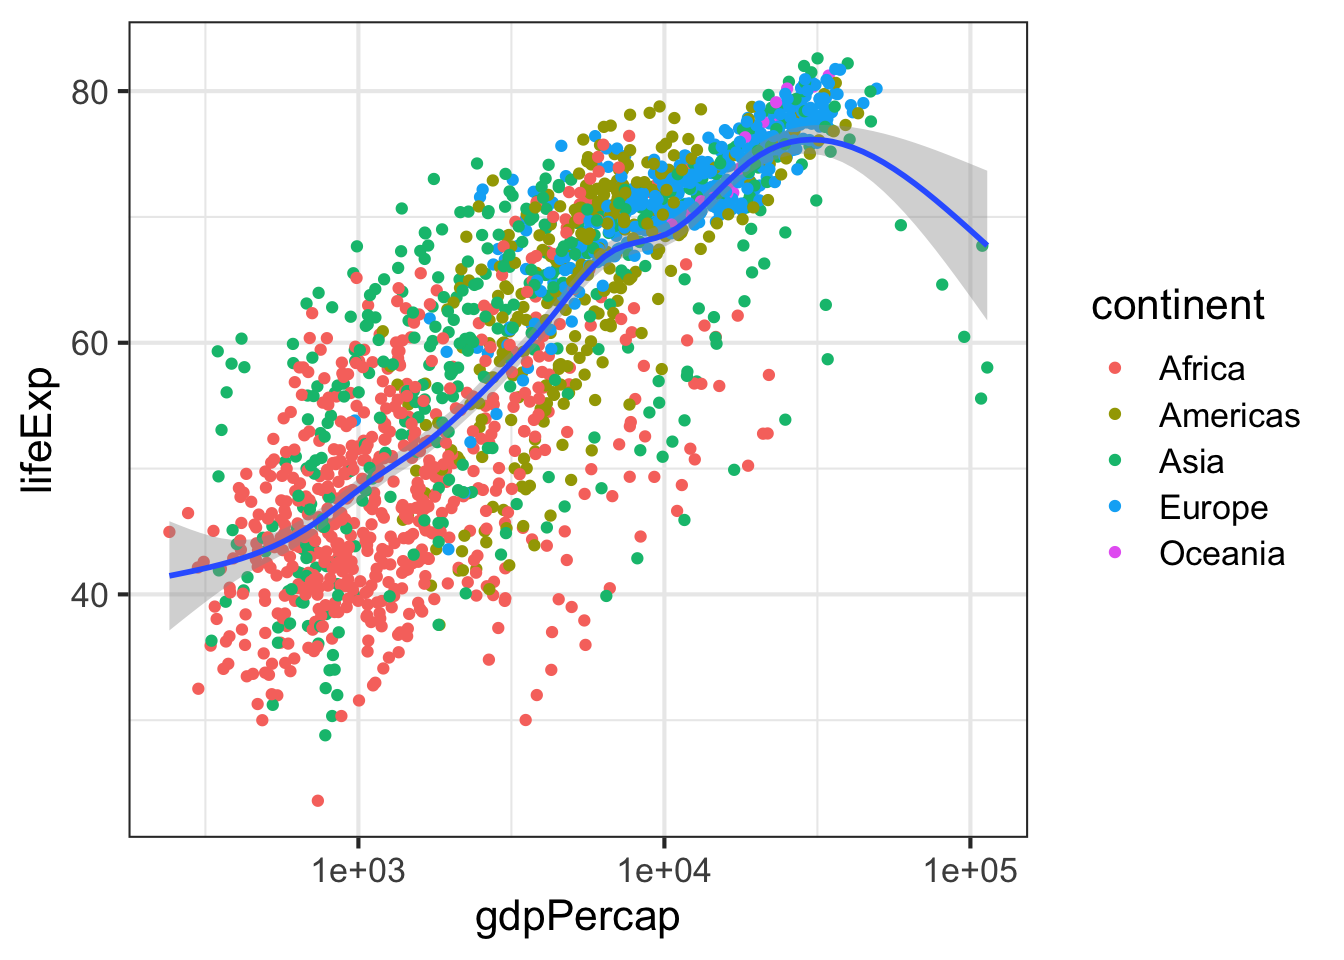 80
60
40
lifeExp
1e+03 1e+04 1e+05
gdpPercap
continent
Africa
Americas
Asia
Europe
Oceania